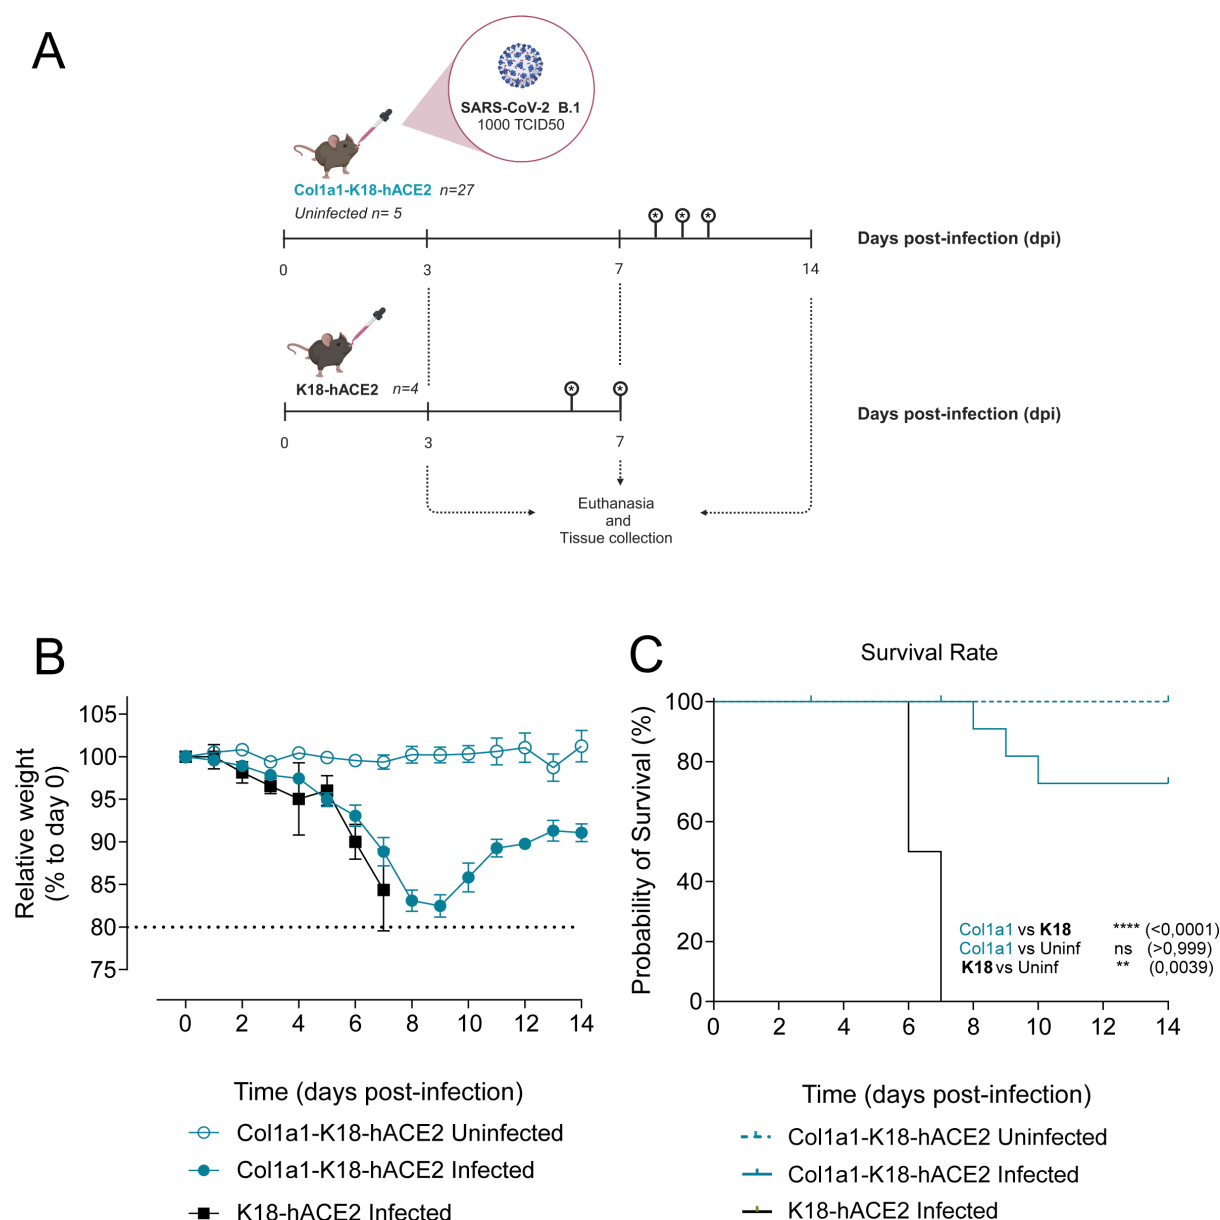 A
SARS-CoV-2 B.1
1000 TCID50
Col1a1-K18-hACE2 n=27
Uninfected n= 5
* * *
Days post-infection (dpi)
0 3 7 14
K18-hACE2 n=4
* *
Days post-infection (dpi)
0 3 7
Euthanasia
and
Tissue collection
B
Relative weight
(% to day 0)
105
100
95
90
85
80
75
0 2 4 6 8 10 12 14
Time (days post-infection)
Col1a1-K18-hACE2 Uninfected
Col1a1-K18-hACE2 Infected
K18-hACE2 Infected
C
Survival Rate
Probability of Survival (%)
100
80
60
40
20
0
Col1a1 vs K18 **** (<0,0001)
Col1a1 vs Uninf ns (>0,999)
K18 vs Uninf ** (0,0039)
0 2 4 6 8 10 12 14
Time (days post-infection)
Col1a1-K18-hACE2 Uninfected
Col1a1-K18-hACE2 Infected
K18-hACE2 Infected